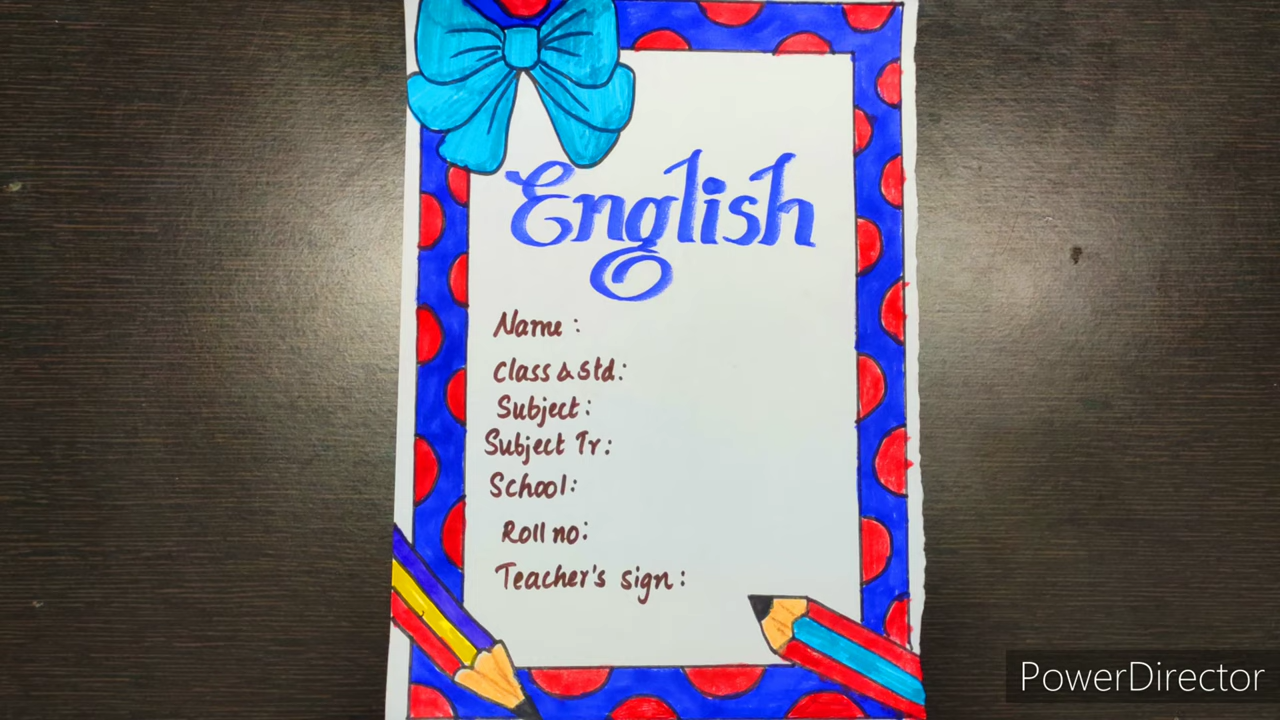 English
Name :
Class & Std:
Subject :
Subject Tr:
School:
Roll no:
Teacher's sign :
PowerDirector